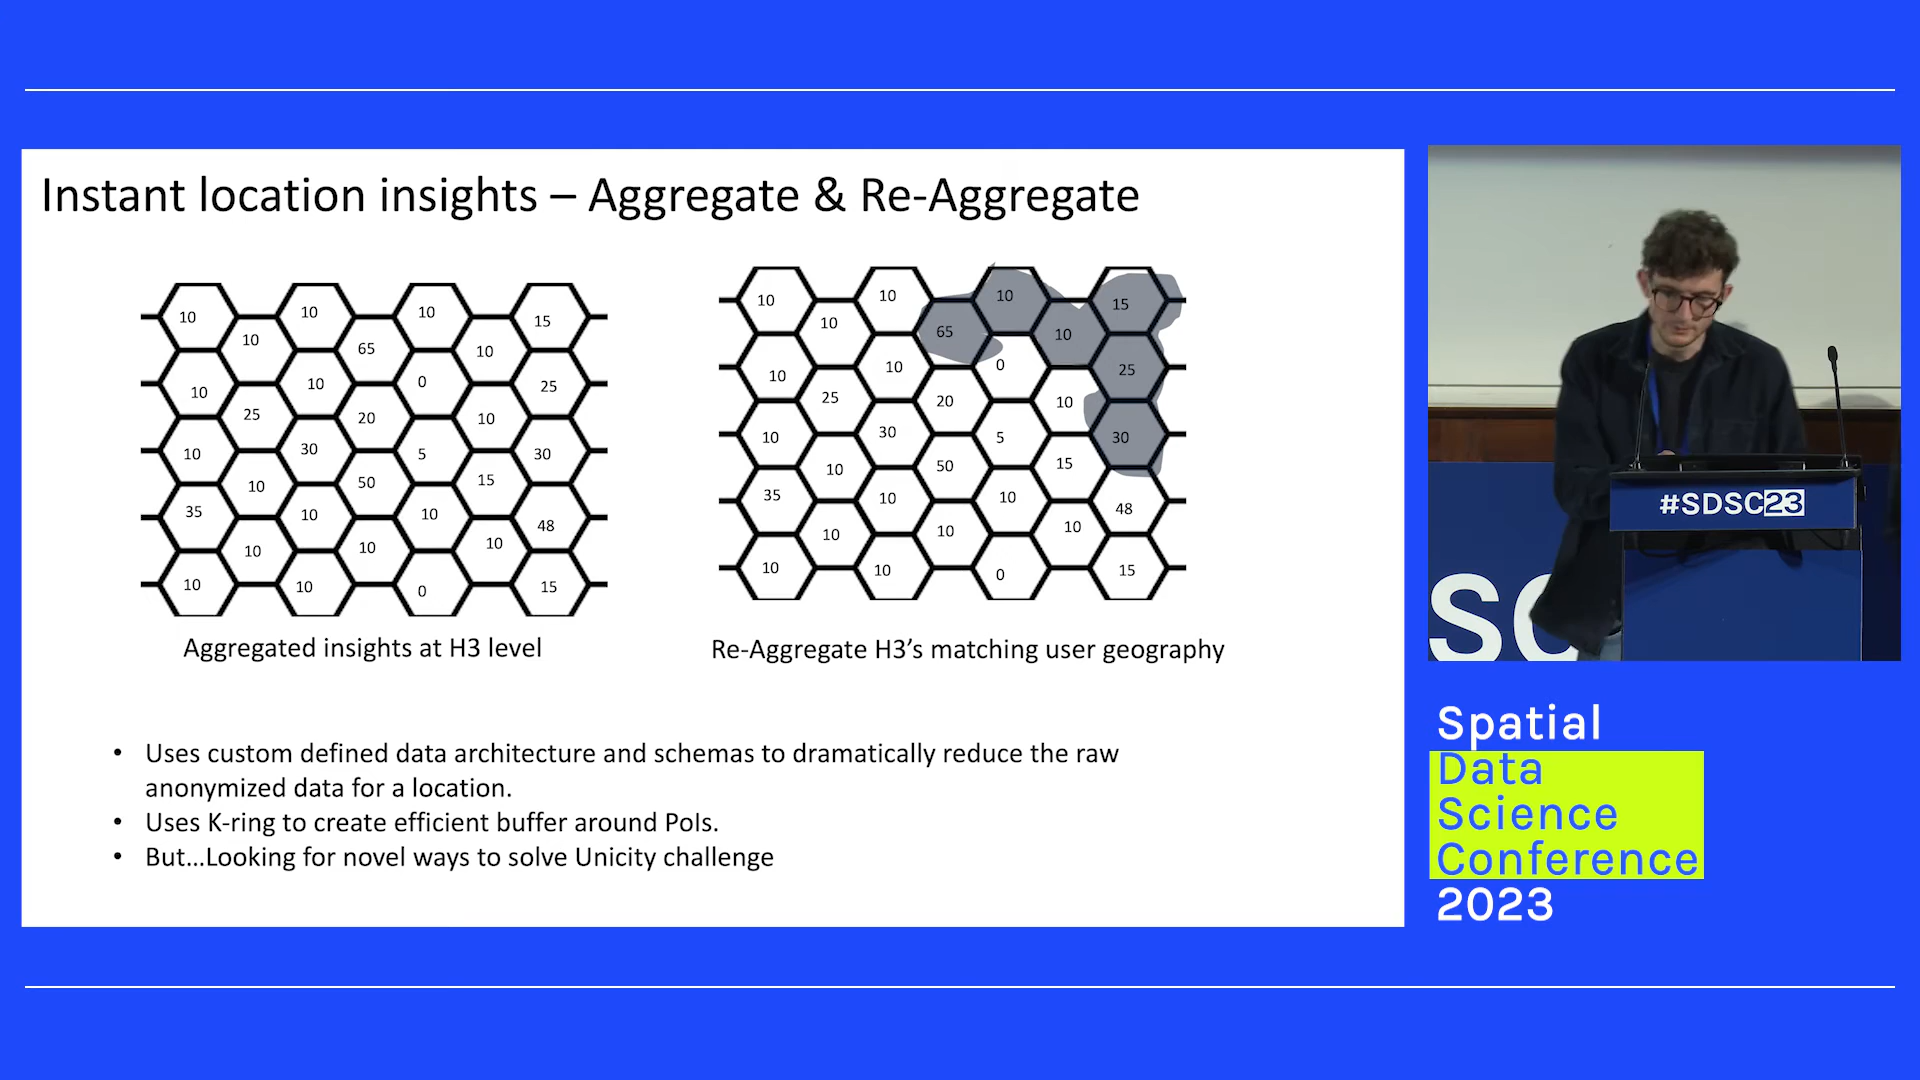 Instant location insights – Aggregate & Re-Aggregate
10 10 10 15
10 65 10
10 10 0 25
25 20 10
10 30 5 30
10 50 15
35 10 10 48
10 10 10
10 10 0 15
Aggregated insights at H3 level
10 10 10 15
10 65 10
10 10 0 25
25 20 10
10 30 5 30
10 50 15
35 10 10 48
10 10 10
10 10 0 15
Re-Aggregate H3's matching user geography
• Uses custom defined data architecture and schemas to dramatically reduce the raw
anonymized data for a location.
• Uses K-ring to create efficient buffer around PoIs.
• But...Looking for novel ways to solve Unicity challenge
#SDSC23
SC
Spatial
Data
Science
Conference
2023